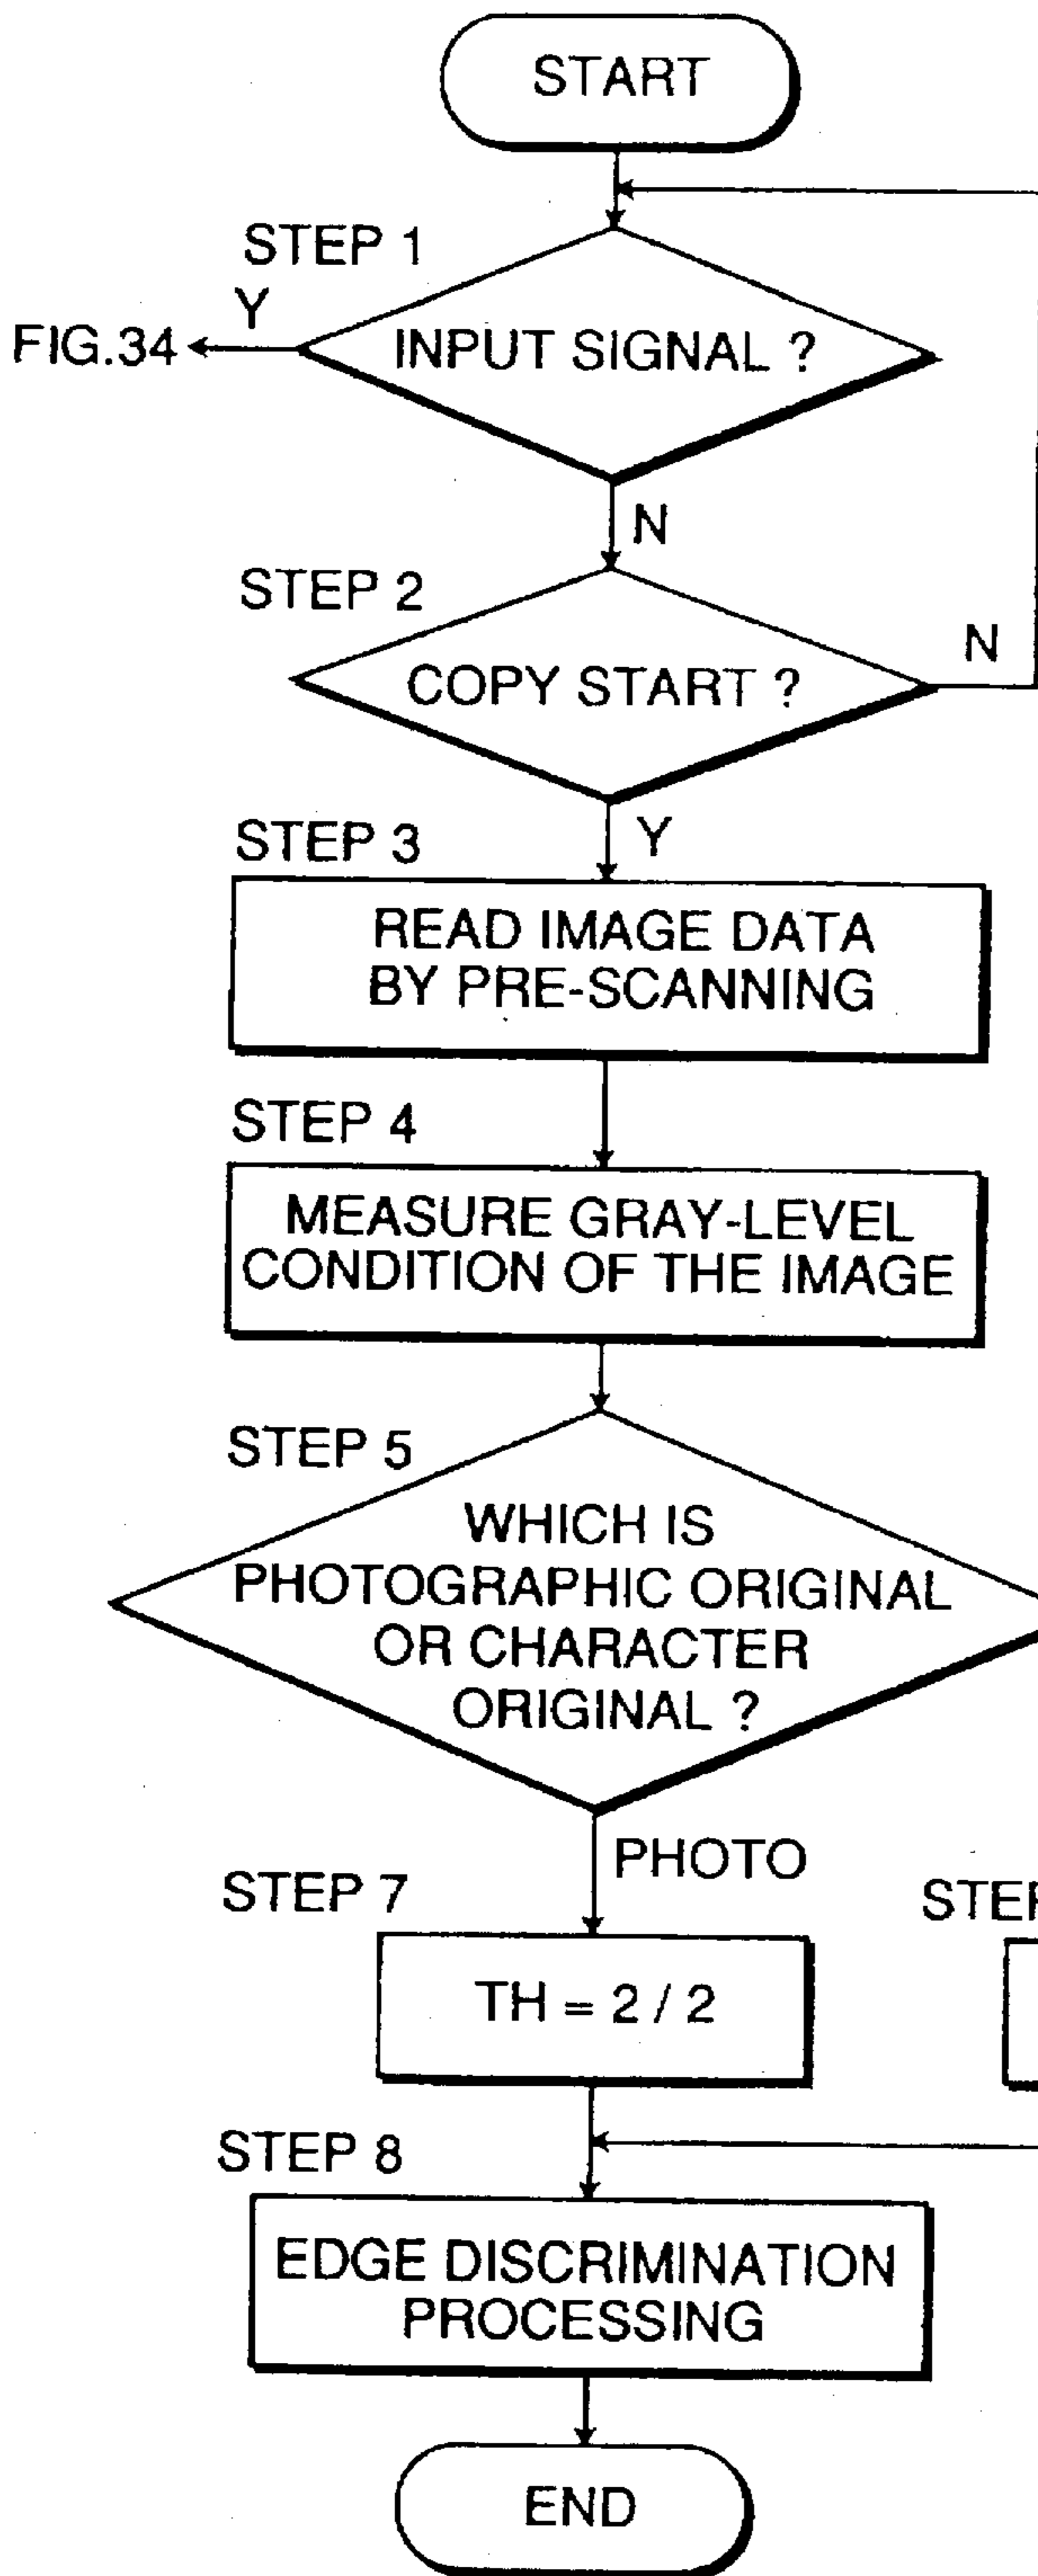 START
STEP 1
Y
FIG.34
INPUT SIGNAL ?
N
STEP 2
COPY START ?
N
Y
STEP 3
READ IMAGE DATA
BY PRE-SCANNING
STEP 4
MEASURE GRAY-LEVEL
CONDITION OF THE IMAGE
STEP 5
WHICH IS
PHOTOGRAPHIC ORIGINAL
OR CHARACTER
ORIGINAL ?
PHOTO
STEP 7
TH = 2 / 2
STEP 8
EDGE DISCRIMINATION
PROCESSING
END